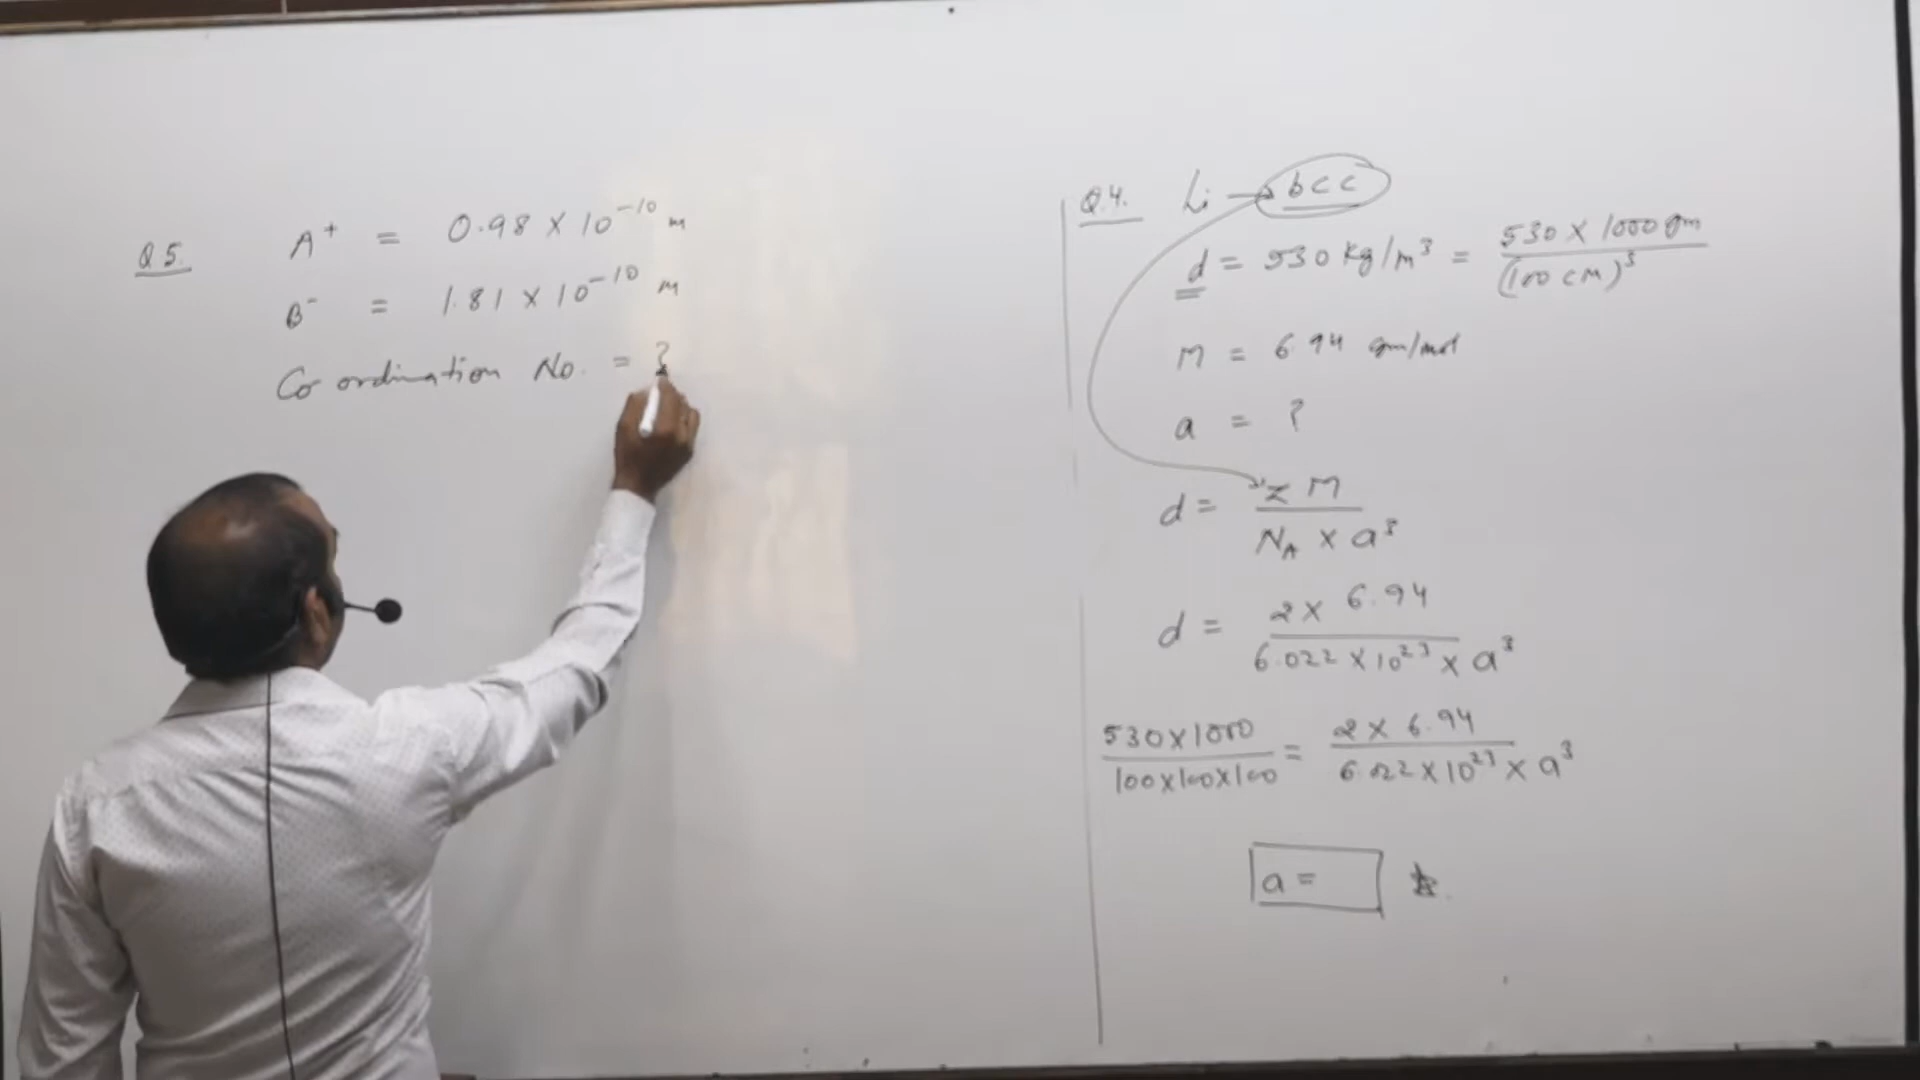 Q5. A⁺ = 0.98 × 10⁻¹⁰ m
B⁻ = 1.81 × 10⁻¹⁰ m
Co ordination No. = ?
Q.4. Li → bcc
d = 530 kg/m³ = 530 × 1000 gm / (100 cm)³
M = 6.94 gm/mol
a = ?
d = Z M / N_A × a³
d = 2 × 6.94 / 6.022 × 10²³ × a³
530×1000 / 100×100×100 = 2 × 6.94 / 6.022 × 10²³ × a³
a =